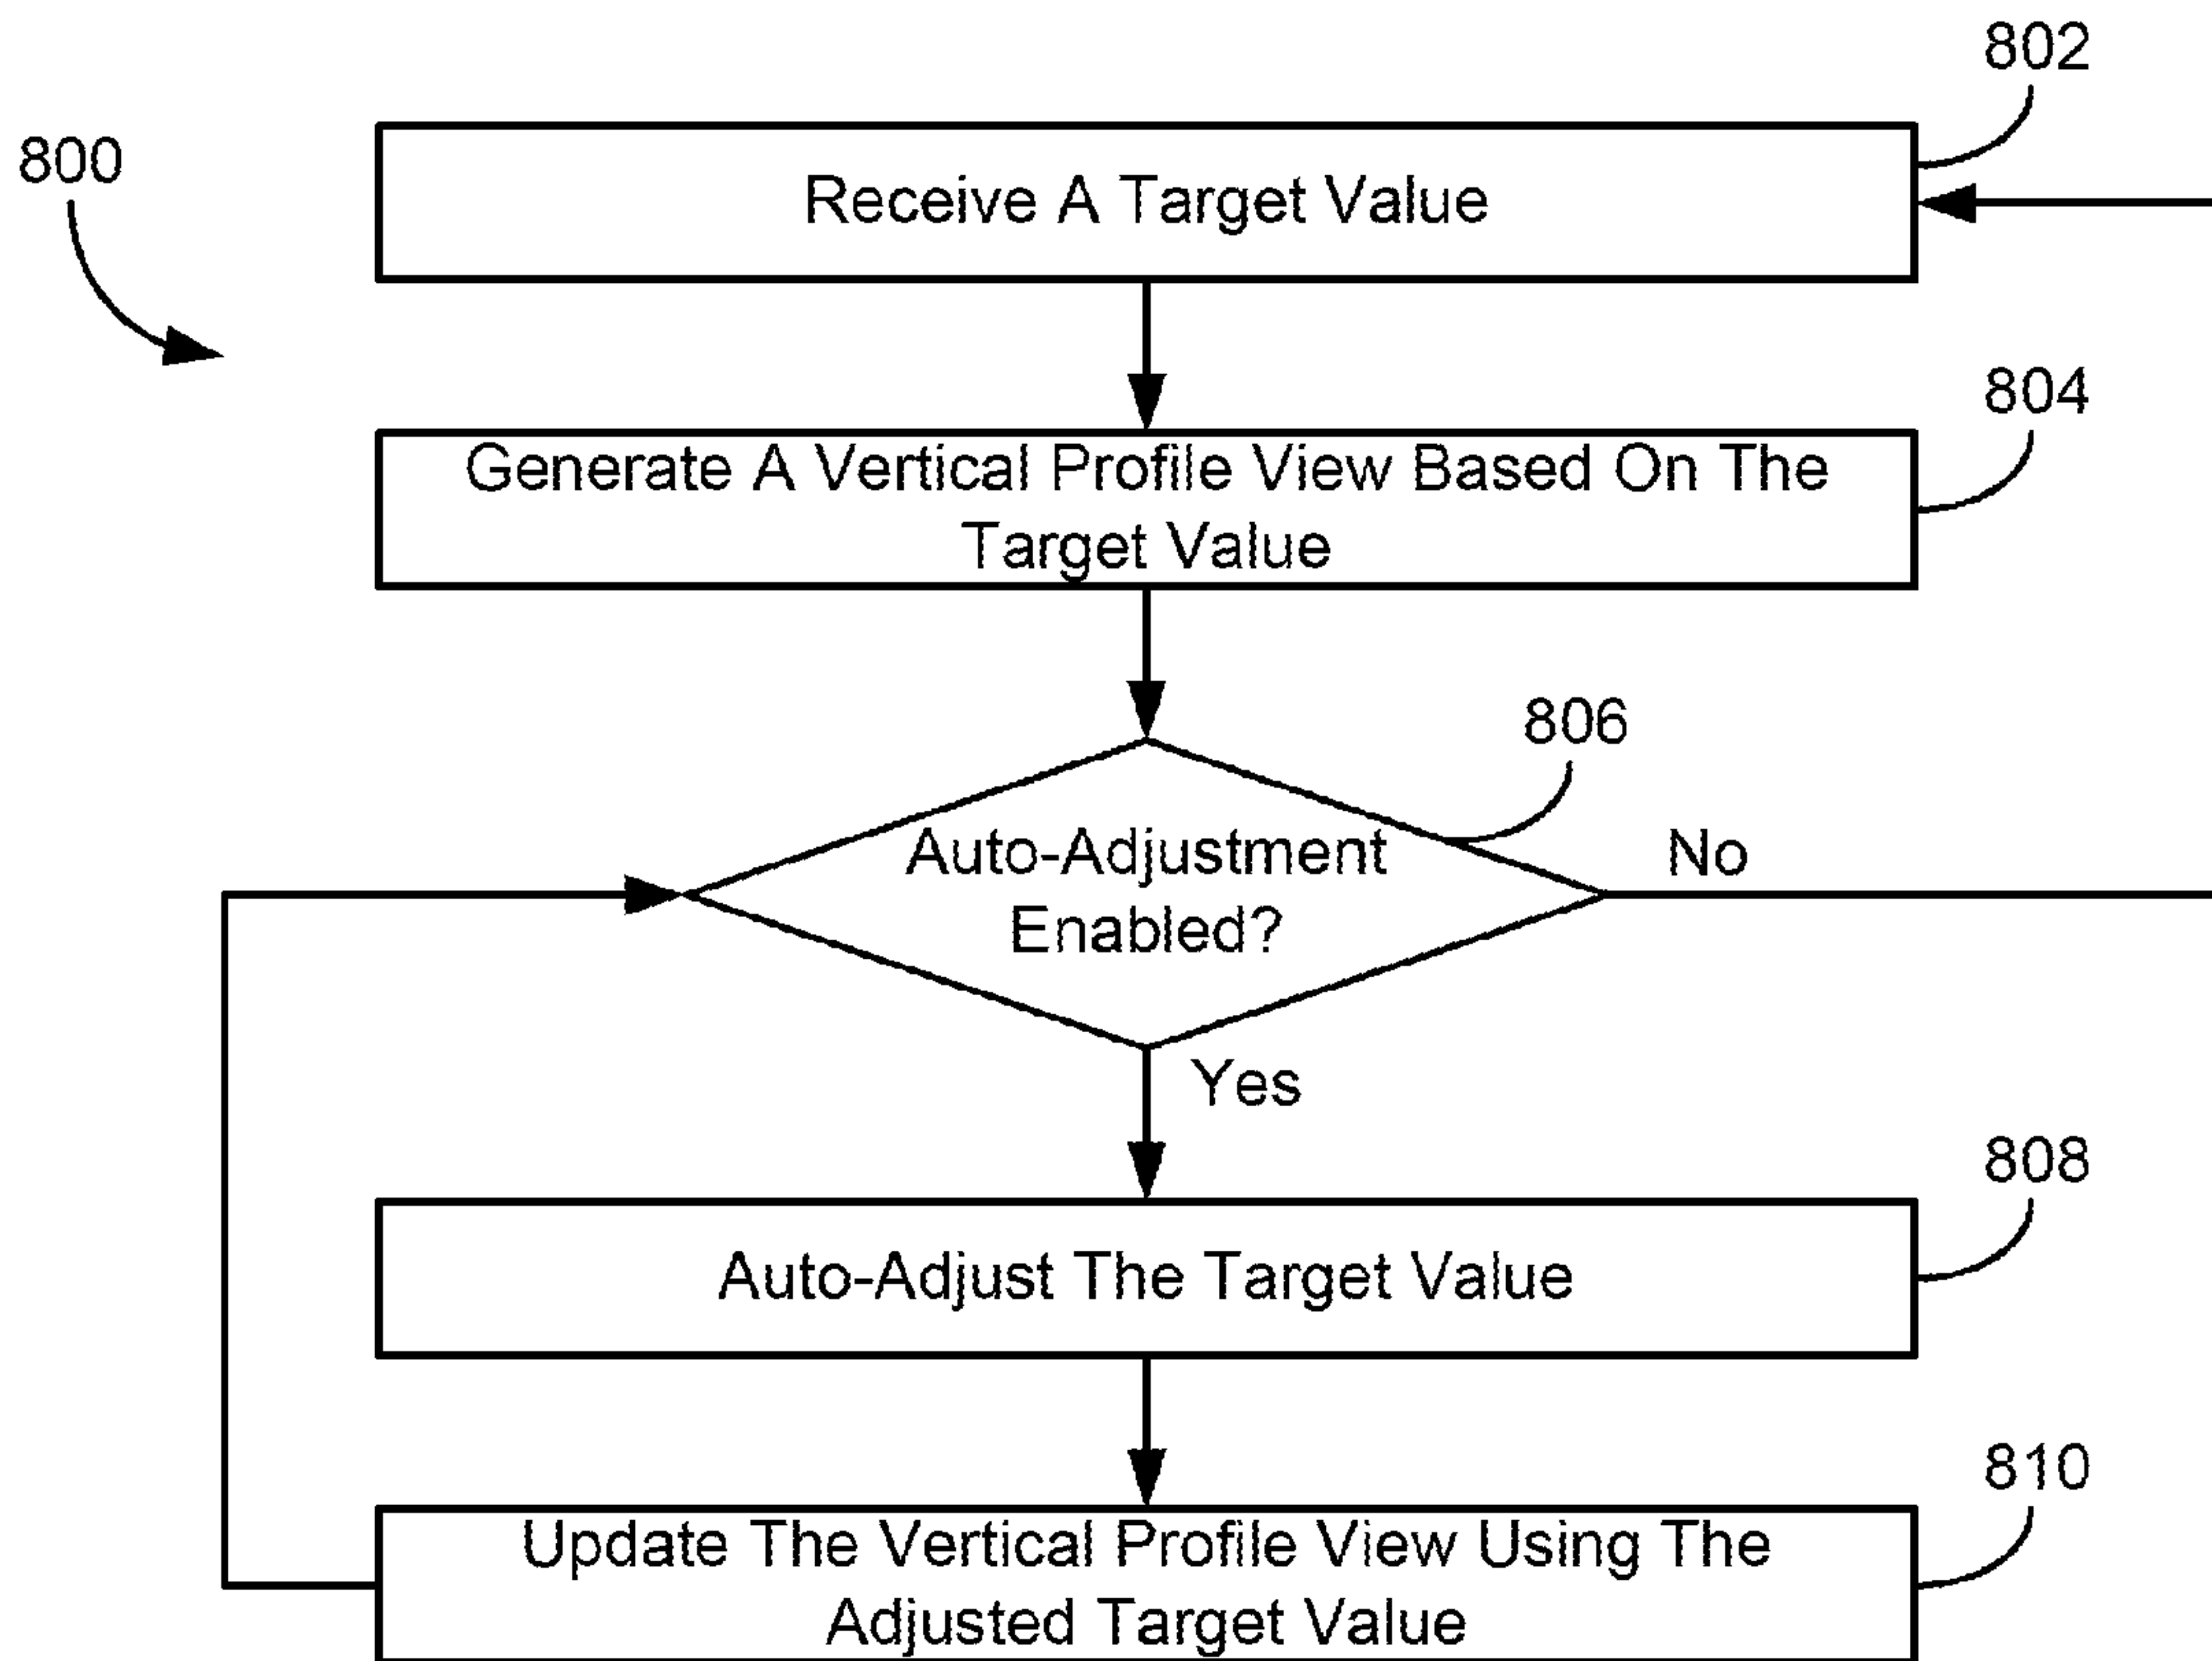 802
800
Receive A Target Value
804
Generate A Vertical Profile View Based On The
Target Value
806
Auto-Adjustment
Enabled?
No
Yes
808
Auto-Adjust The Target Value
810
Update The Vertical Profile View Using The
Adjusted Target Value